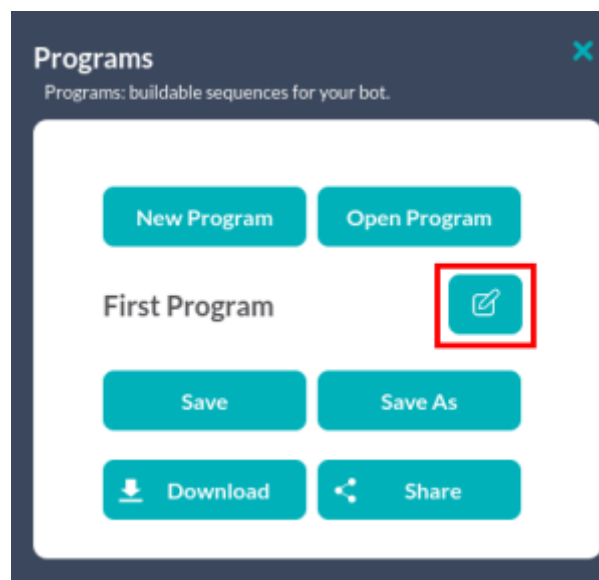 Programs
Programs: buildable sequences for your bot.
New Program Open Program
First Program
Save Save As
Download Share